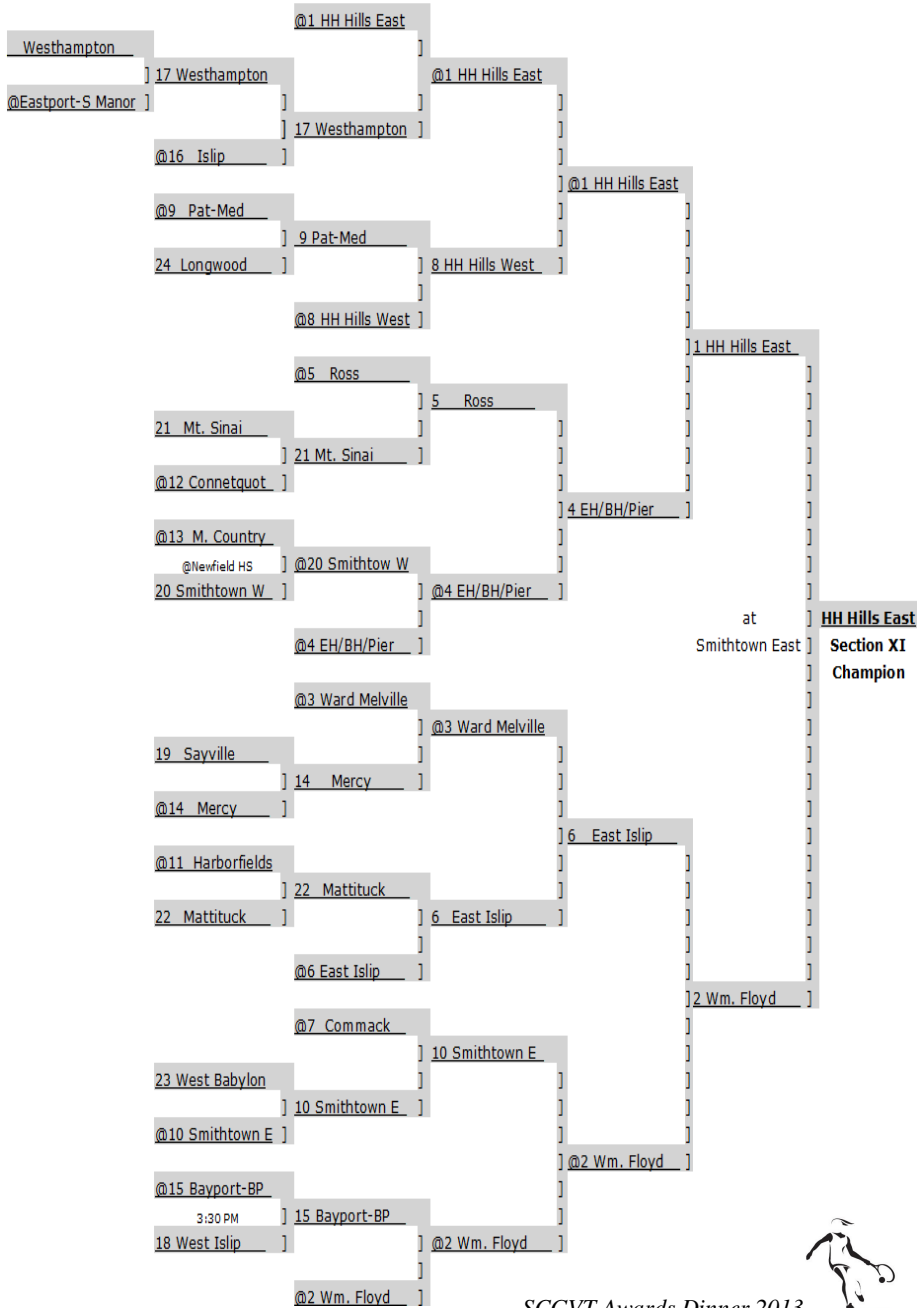 @1 HH Hills East
Westhampton
] 17 Westhampton ] @1 HH Hills East
@Eastport-S Manor ]
17 Westhampton ]
@16 Islip ]
@1 HH Hills East
@9 Pat-Med
] 9 Pat-Med
24 Longwood ] ] 8 HH Hills West ]
@8 HH Hills West ]
1 HH Hills East
@5 Ross
] 5 Ross
21 Mt. Sinai
] 21 Mt. Sinai ]
@12 Connetquot ]
4 EH/BH/Pier ]
@13 M. Country
@Newfield HS ] @20 Smithtow W
20 Smithtown W ] ] @4 EH/BH/Pier ]
at HH Hills East
@4 EH/BH/Pier ] Smithtown East ] Section XI
Champion
@3 Ward Melville
] @3 Ward Melville
19 Sayville
] 14 Mercy ]
@14 Mercy ]
6 East Islip
@11 Harborfields
] 22 Mattituck
22 Mattituck ] ] 6 East Islip ]
@6 East Islip ]
2 Wm. Floyd ]
@7 Commack
] 10 Smithtown E
23 West Babylon
] 10 Smithtown E ]
@10 Smithtown E ]
@2 Wm. Floyd ]
@15 Bayport-BP
3:30 PM ] 15 Bayport-BP
18 West Islip ] ] @2 Wm. Floyd ]
@2 Wm. Floyd ]
SCGVT Awards Dinner 2013